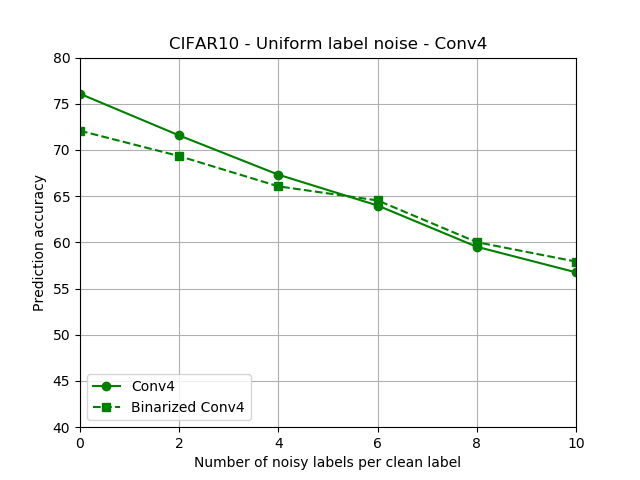 CIFAR10 - Uniform label noise - Conv4
80
75
70
65
60
55
50
45
40
Prediction accuracy
Conv4
Binarized Conv4
0 2 4 6 8 10
Number of noisy labels per clean label